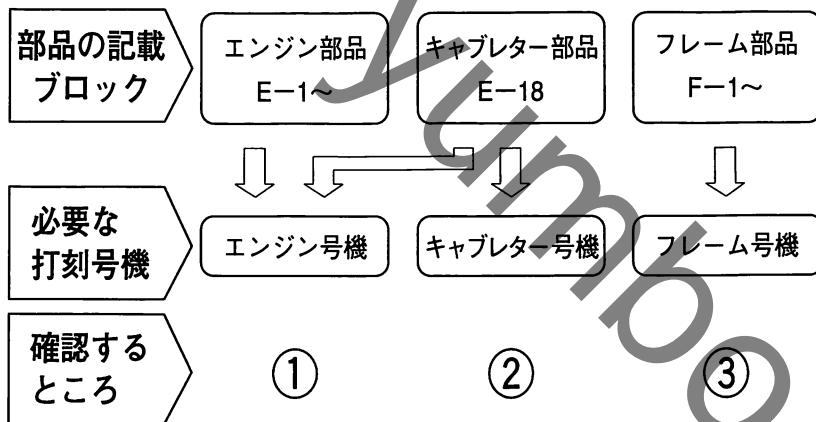 部品の記載
ブロック
エンジン部品
E－1～
キャブレター部品
E－18
フレーム部品
F－1～
必要な
打刻号機
エンジン号機
キャブレター号機
フレーム号機
確認する
ところ
①
②
③
yumbo